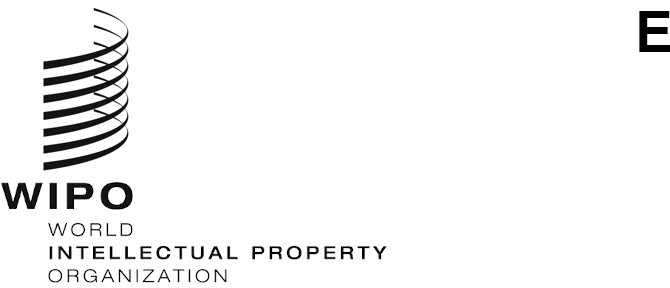 E
WIPO
WORLD
INTELLECTUAL PROPERTY
ORGANIZATION